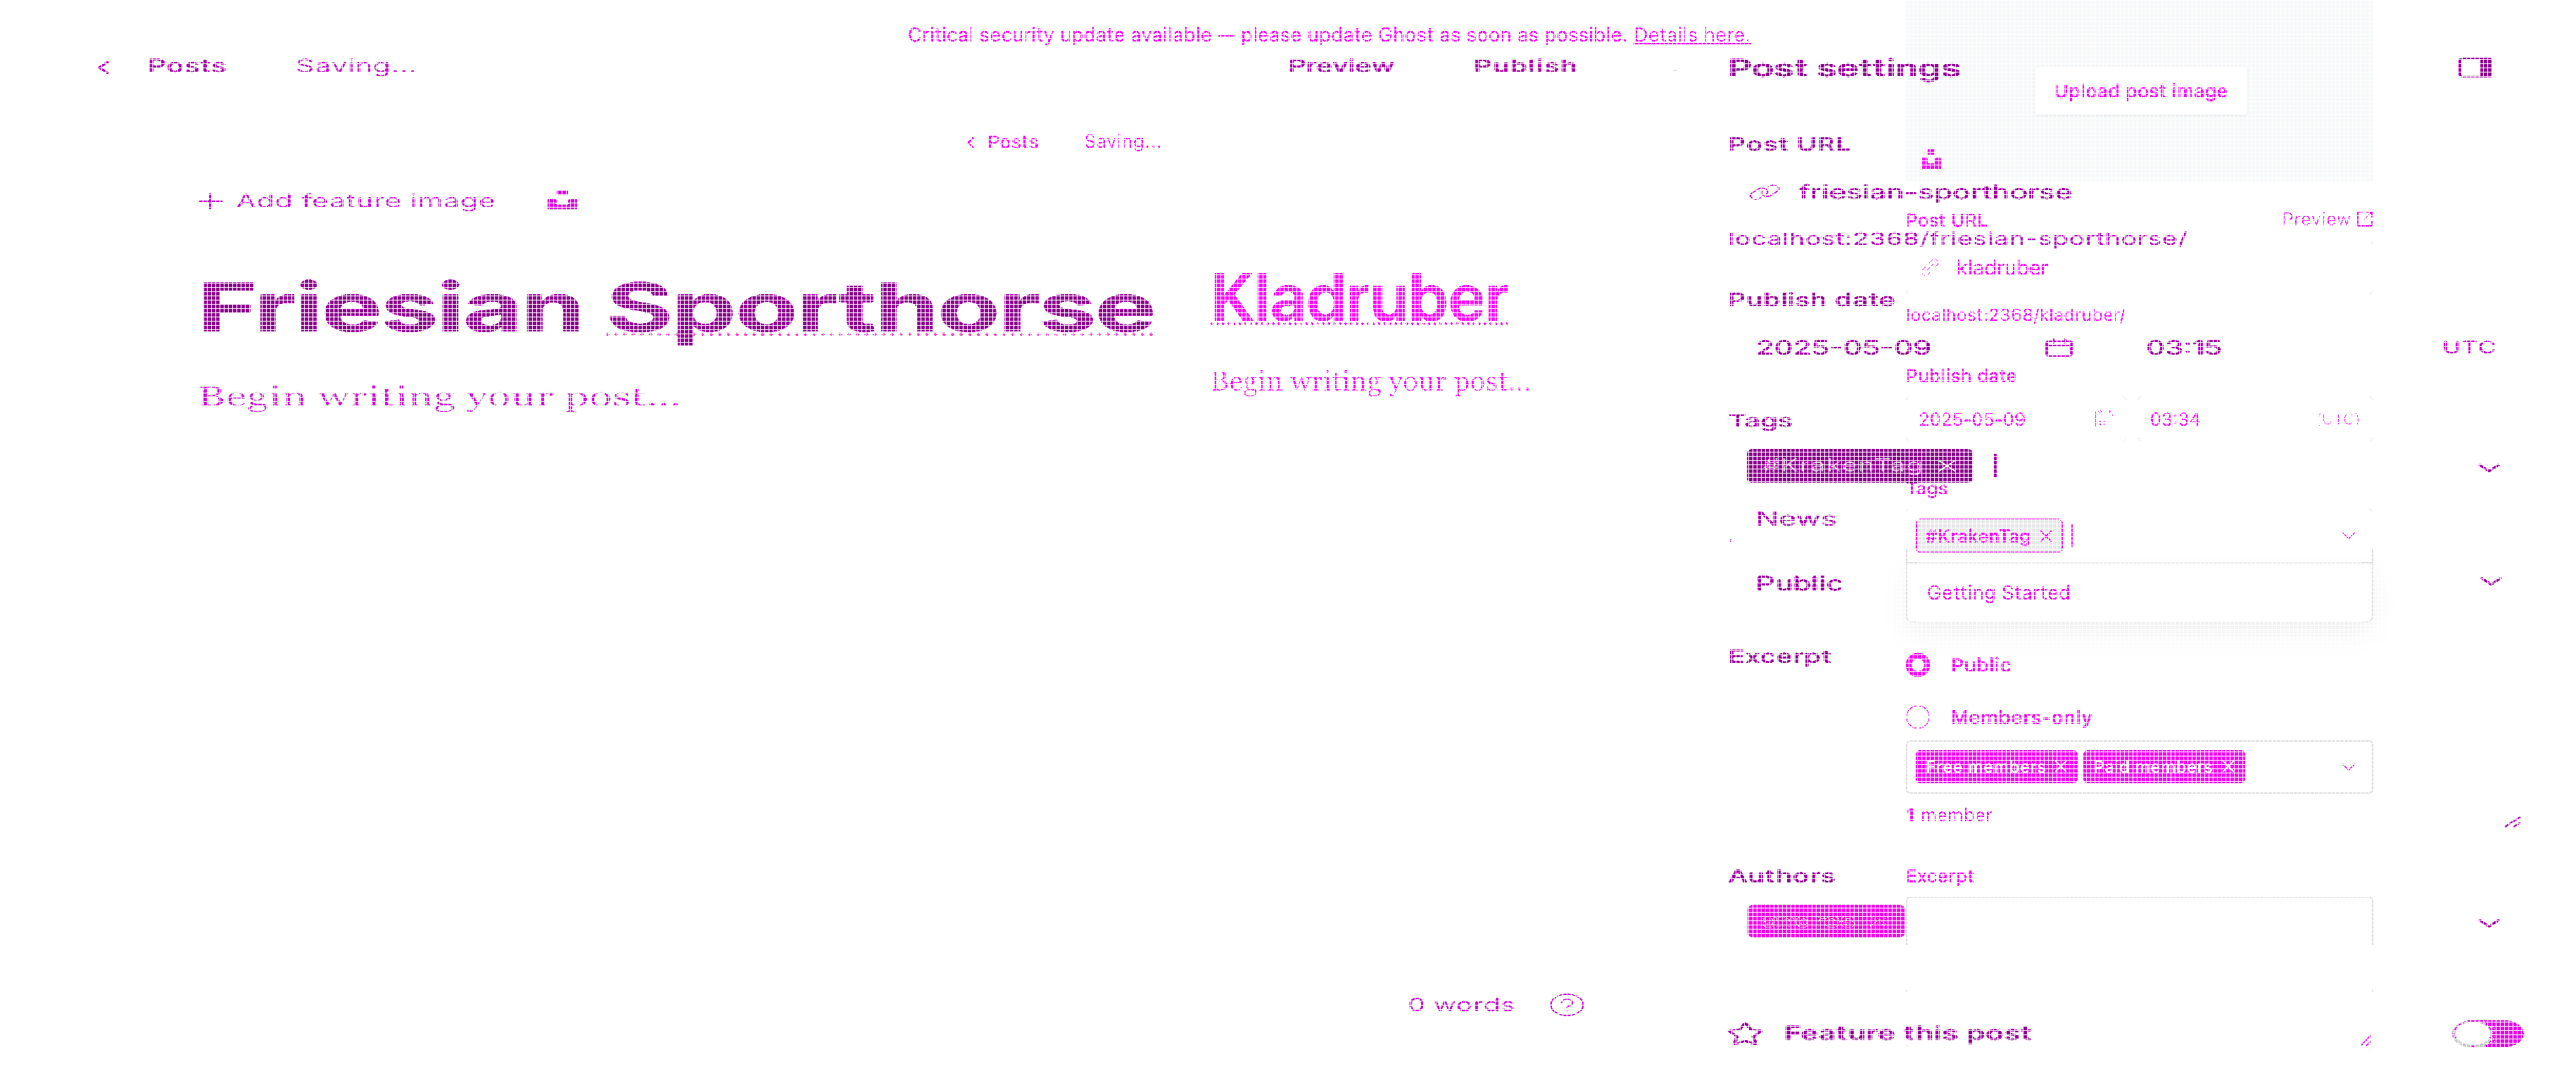 Critical security update available — please update Ghost as soon as possible. Details here.
Posts
Saving...
Preview
Publish
Post settings
Upload post image
Posts
Saving...
Post URL
friesian-sporthorse
Add feature image
Post URL
Preview
localhost:2368/friesian-sporthorse/
kladruber
Friesian Sporthorse
Kladruber
Publish date
localhost:2368/kladruber/
2025-05-09
03:15
UTC
Begin writing your post...
Begin writing your post...
Publish date
Tags
2025-05-09
03:34
(UTC)
#KrakenTag
Tags
News
#KrakenTag
Public
Getting Started
Excerpt
Public
Members-only
Free members
Paid members
1 member
Authors
Excerpt
0 words
?
Feature this post